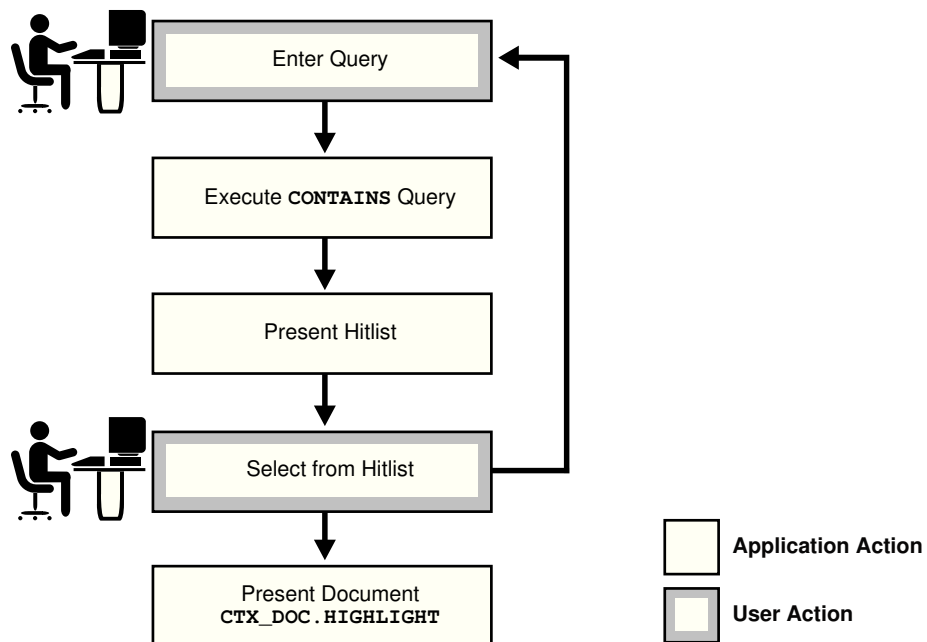 Enter Query
Execute CONTAINS Query
Present Hitlist
Select from Hitlist
Present Document
CTX_DOC.HIGHLIGHT
Application Action
User Action